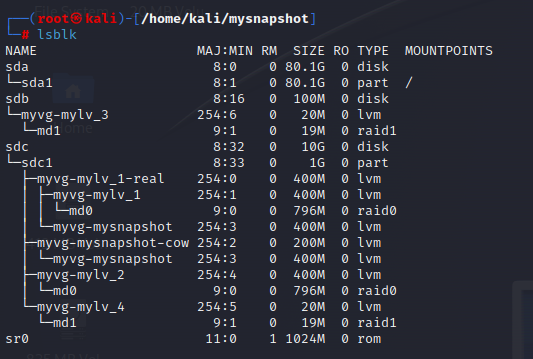 ┌──(root㉿kali)-[/home/kali/mysnapshot]
└─# lsblk
NAME                    MAJ:MIN RM  SIZE RO TYPE  MOUNTPOINTS
sda                       8:0    0 80.1G  0 disk
└─sda1                    8:1    0 80.1G  0 part  /
sdb                       8:16   0  100M  0 disk
└─myvg-mylv_3           254:6    0   20M  0 lvm
  └─md1                   9:1    0   19M  0 raid1
sdc                       8:32   0   10G  0 disk
└─sdc1                    8:33   0    1G  0 part
  ├─myvg-mylv_1-real    254:0    0  400M  0 lvm
  │ ├─myvg-mylv_1       254:1    0  400M  0 lvm
  │ │ └─md0               9:0    0  796M  0 raid0
  │ └─myvg-mysnapshot   254:3    0  400M  0 lvm
  ├─myvg-mysnapshot-cow 254:2    0  200M  0 lvm
  │ └─myvg-mysnapshot   254:3    0  400M  0 lvm
  ├─myvg-mylv_2         254:4    0  400M  0 lvm
  │ └─md0                 9:0    0  796M  0 raid0
  └─myvg-mylv_4         254:5    0   20M  0 lvm
    └─md1                 9:1    0   19M  0 raid1
sr0                      11:0    1 1024M  0 rom